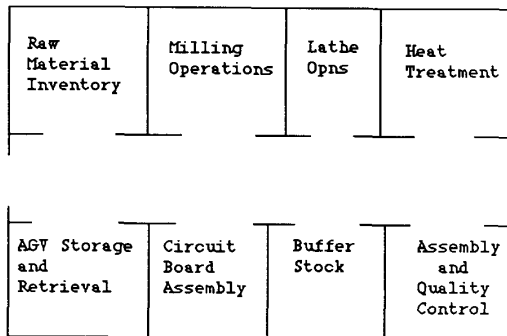 Raw
Material
Inventory
Milling
Operations
Lathe
Opns
Heat
Treatment
AGV Storage
and
Retrieval
Circuit
Board
Assembly
Buffer
Stock
Assembly
and
Quality
Control